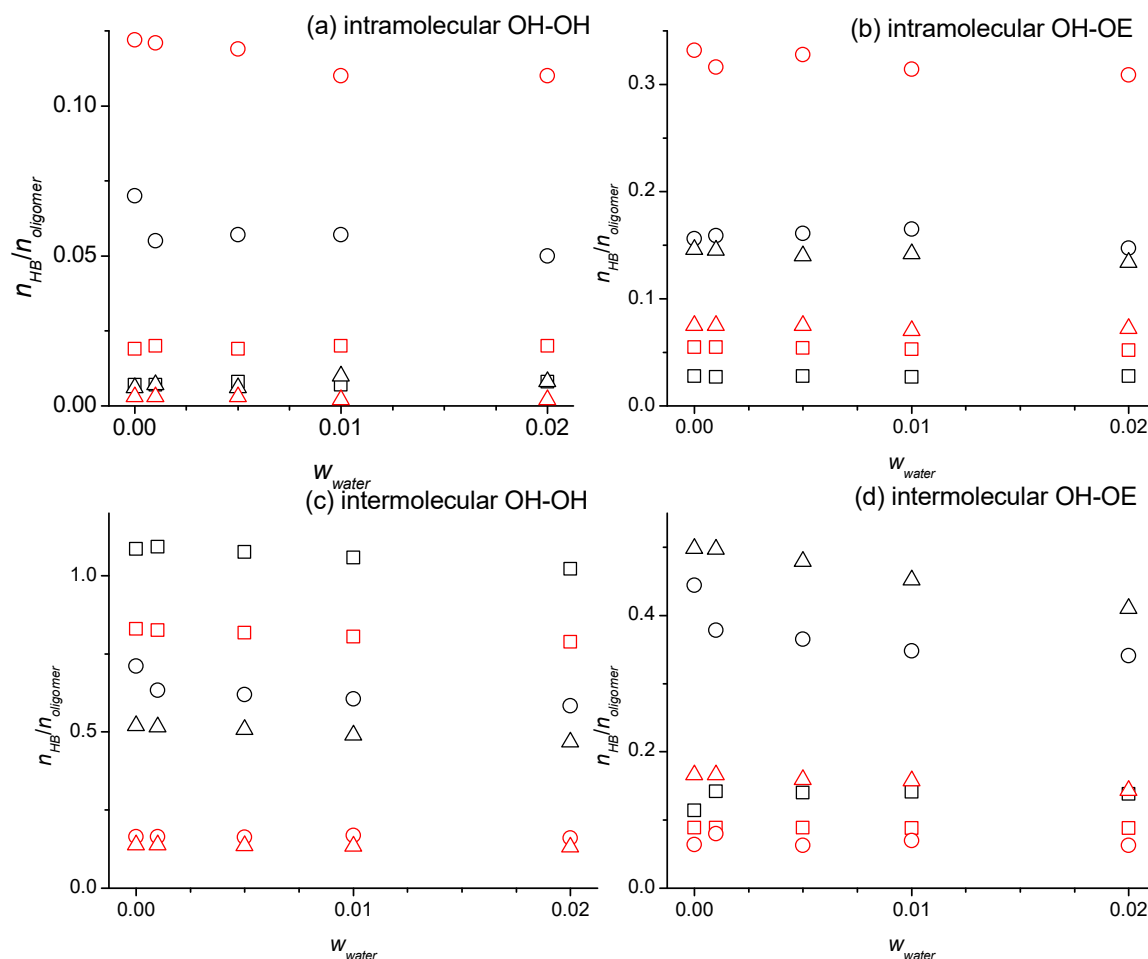 (a) intramolecular OH-OH
n_HB/n_oligomer
0.10
0.05
0.00
0.00
0.01
0.02
w_water
(b) intramolecular OH-OE
n_HB/n_oligomer
0.3
0.2
0.1
0.0
0.00
0.01
0.02
w_water
(c) intermolecular OH-OH
n_HB/n_oligomer
1.0
0.5
0.0
0.00
0.01
0.02
w_water
(d) intermolecular OH-OE
n_HB/n_oligomer
0.4
0.2
0.0
0.00
0.01
0.02
w_water